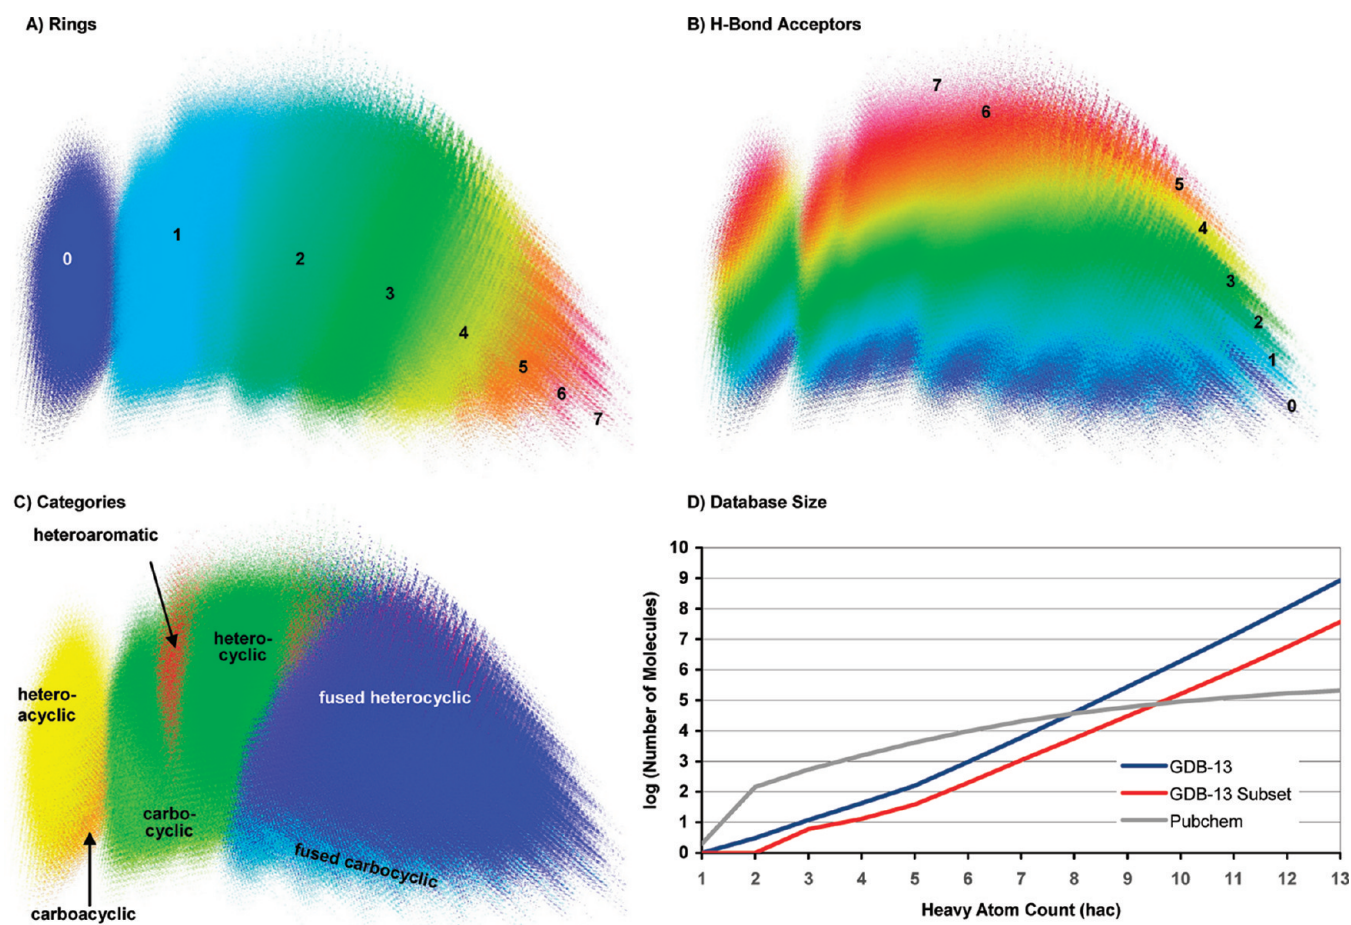 A) Rings
0
1
2
3
4
5
6
7
B) H-Bond Acceptors
7
6
5
4
3
2
1
0
C) Categories
heteroaromatic
hetero-
cyclic
fused heterocyclic
hetero-
acyclic
carbo-
cyclic
fused carbocyclic
carboacyclic
D) Database Size
log (Number of Molecules)
10
9
8
7
6
5
4
3
2
1
0
GDB-13
GDB-13 Subset
Pubchem
1 2 3 4 5 6 7 8 9 10 11 12 13
Heavy Atom Count (hac)